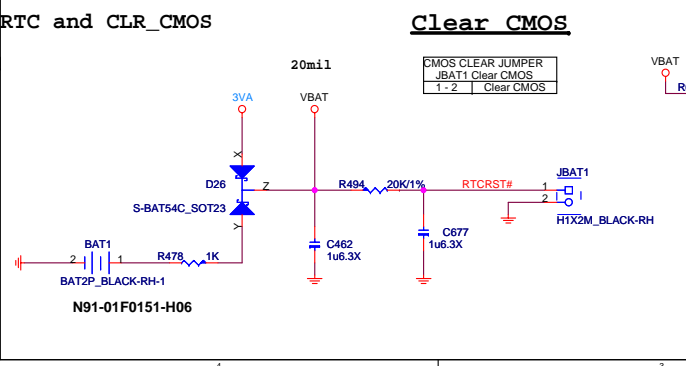 RTC and CLR_CMOS
Clear CMOS
20mil
CMOS CLEAR JUMPER
JBAT1 Clear CMOS
1 - 2 Clear CMOS
VBAT
3VA
VBAT
X
D26
Z
R494
20K/1%
RTCRST#
JBAT1
1
2
S-BAT54C_SOT23
H1X2M_BLACK-RH
Y
C462
1u6.3X
C677
1u6.3X
BAT1
2
1
R478
1K
BAT2P_BLACK-RH-1
N91-01F0151-H06